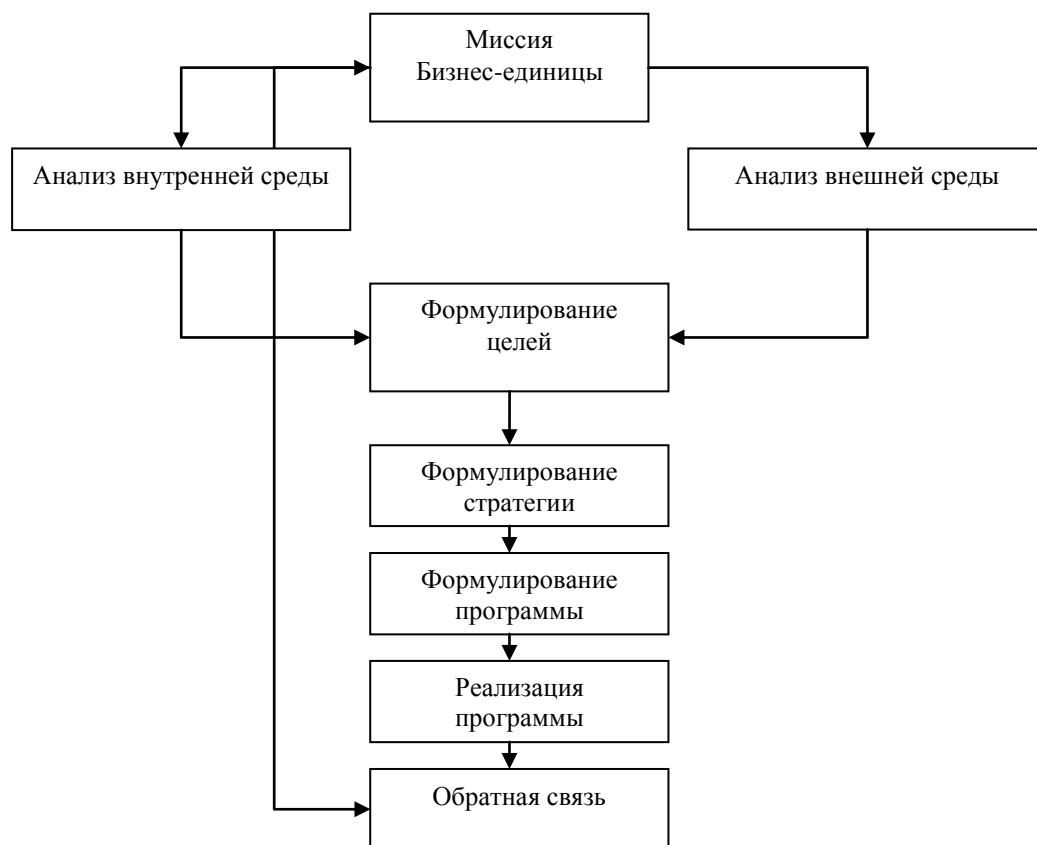 Миссия
Бизнес-единицы
Анализ внутренней среды
Анализ внешней среды
Формулирование
целей
Формулирование
стратегии
Формулирование
программы
Реализация
программы
Обратная связь